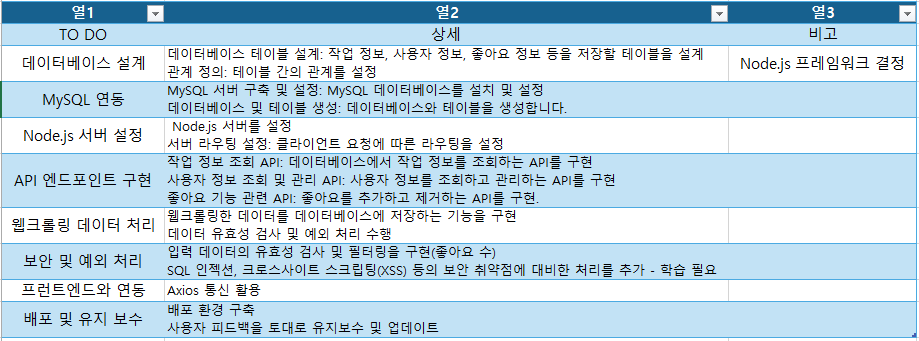 열1 열2 열3
TO DO 상세 비고
데이터베이스 설계 데이터베이스 테이블 설계: 작업 정보, 사용자 정보, 좋아요 정보 등을 저장할 테이블을 설계 Node.js 프레임워크 결정
관계 정의: 테이블 간의 관계를 설정
MySQL 연동 MySQL 서버 구축 및 설정: MySQL 데이터베이스를 설치 및 설정
데이터베이스 및 테이블 생성: 데이터베이스와 테이블을 생성합니다.
Node.js 서버 설정 Node.js 서버를 설정
서버 라우팅 설정: 클라이언트 요청에 따른 라우팅을 설정
API 엔드포인트 구현 작업 정보 조회 API: 데이터베이스에서 작업 정보를 조회하는 API를 구현
사용자 정보 조회 및 관리 API: 사용자 정보를 조회하고 관리하는 API를 구현
좋아요 기능 관련 API: 좋아요를 추가하고 제거하는 API를 구현.
웹크롤링 데이터 처리 웹크롤링한 데이터를 데이터베이스에 저장하는 기능을 구현
데이터 유효성 검사 및 예외 처리 수행
보안 및 예외 처리 입력 데이터의 유효성 검사 및 필터링을 구현(좋아요 수)
SQL 인젝션, 크로스사이트 스크립팅(XSS) 등의 보안 취약점에 대비한 처리를 추가 - 학습 필요
프런트엔드와 연동 Axios 통신 활용
배포 및 유지 보수 배포 환경 구축
사용자 피드백을 토대로 유지보수 및 업데이트